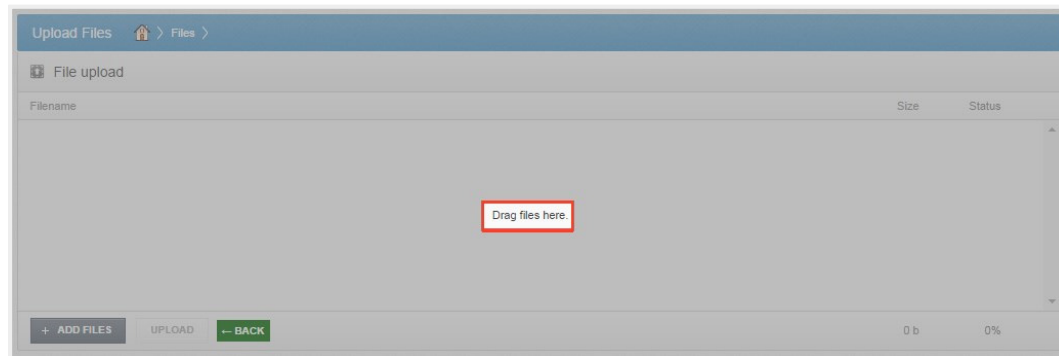 Upload Files 〉 Files 〉
File upload
Filename Size Status
Drag files here.
+ ADD FILES UPLOAD ←BACK 0 b 0%